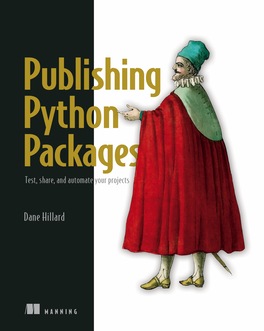 Publishing
Python
Packages
Test, share, and automate your projects
Dane Hillard
MANNING